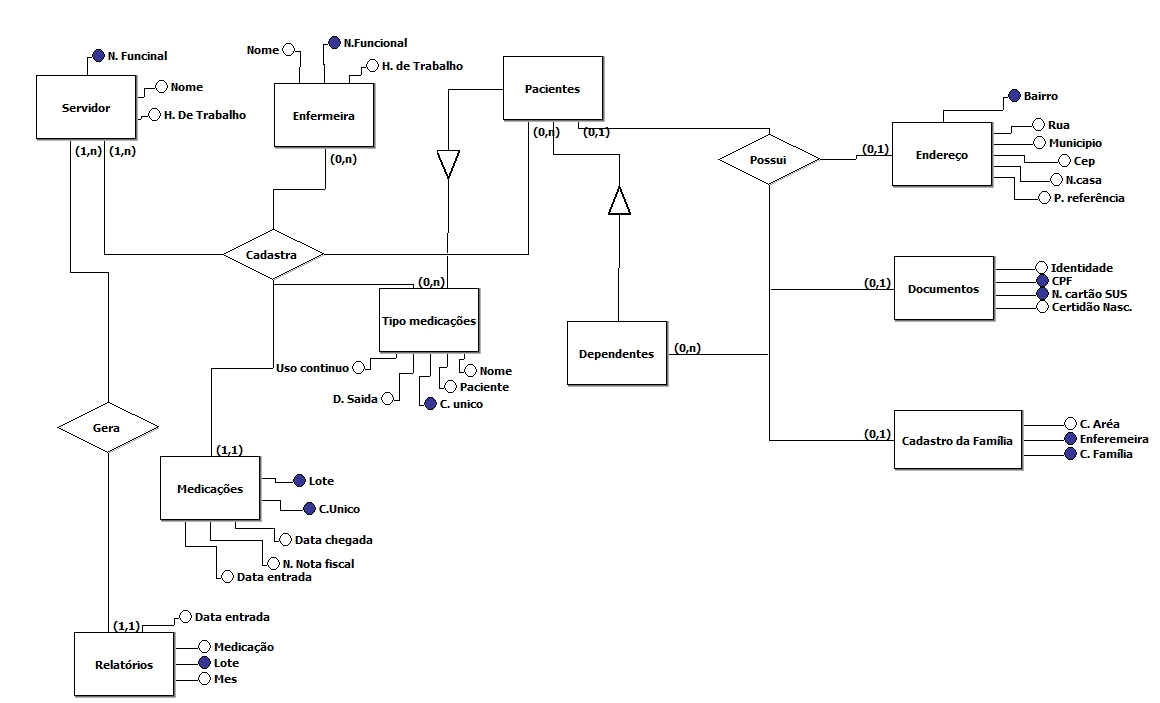 N. Funcinal
Nome
H. De Trabalho
Servidor
(1,n)
(1,n)
Nome
N.Funcional
H. de Trabalho
Enfermeira
(0,n)
Pacientes
(0,n)
(0,1)
Possui
(0,1)
Bairro
Endereço
Rua
Municipio
Cep
N.casa
P. referência
Cadastra
(0,n)
Tipo medicações
Uso continuo
D. Saida
C. unico
Paciente
Nome
Dependentes
(0,n)
(0,1)
Documentos
Identidade
CPF
N. cartão SUS
Certidão Nasc.
(0,1)
Cadastro da Família
C. Aréa
Enferemeira
C. Família
Gera
(1,1)
Medicações
Lote
C.Unico
Data chegada
N. Nota fiscal
Data entrada
(1,1)
Data entrada
Relatórios
Medicação
Lote
Mes